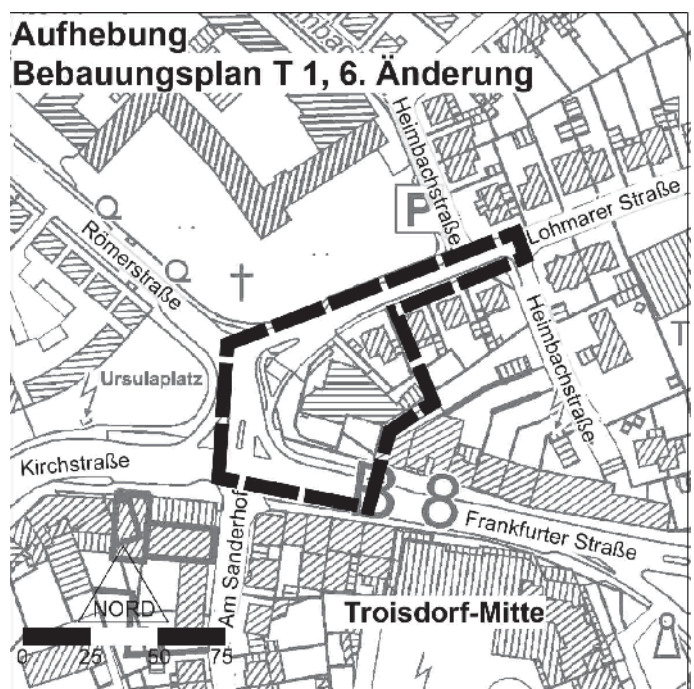 Aufhebung
Bebauungsplan T 1, 6. Änderung
Heimbachstraße
P
Lohmarer Straße
Römerstraße
Heimbachstraße
T
Ursulaplatz
Kirchstraße
B 8
Frankfurter Straße
Am Sanderhof
NORD
Troisdorf-Mitte
0 25 50 75